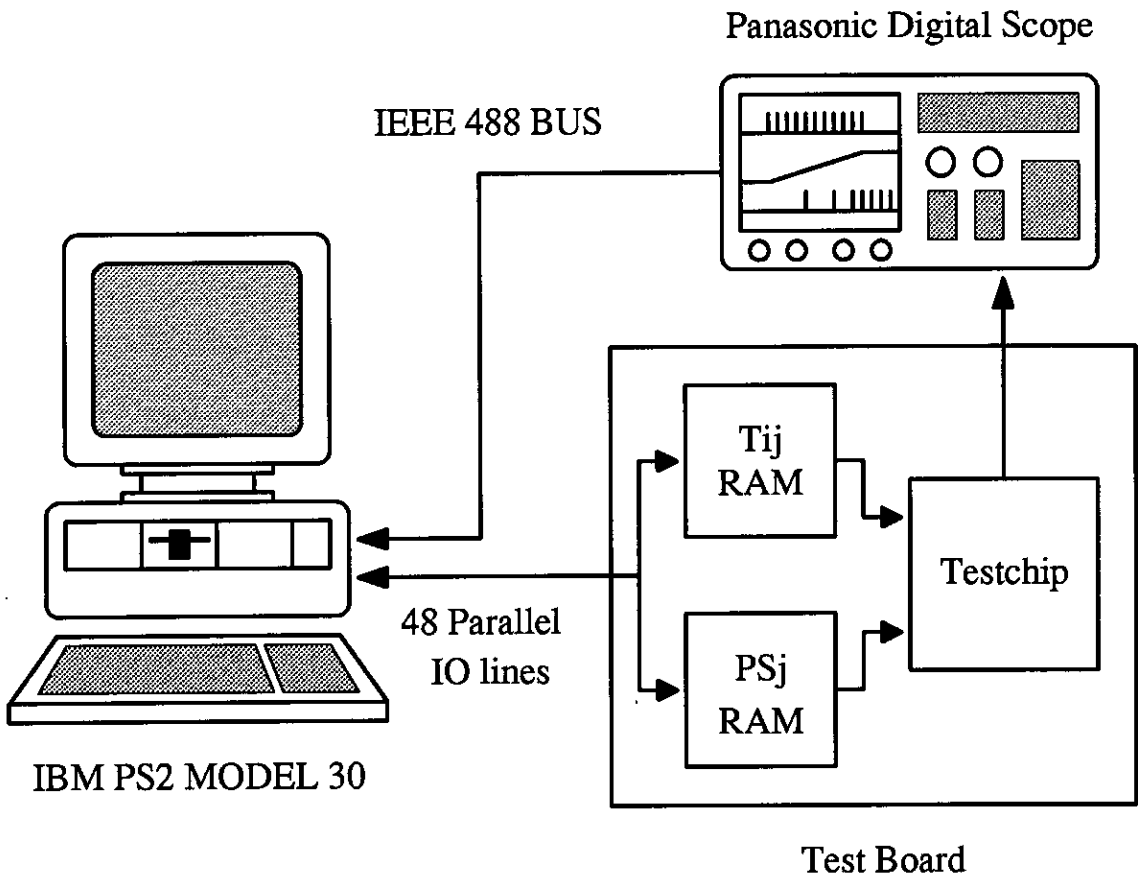 Panasonic Digital Scope
IEEE 488 BUS
Tij
RAM
Testchip
48 Parallel
IO lines
PSj
RAM
IBM PS2 MODEL 30
Test Board